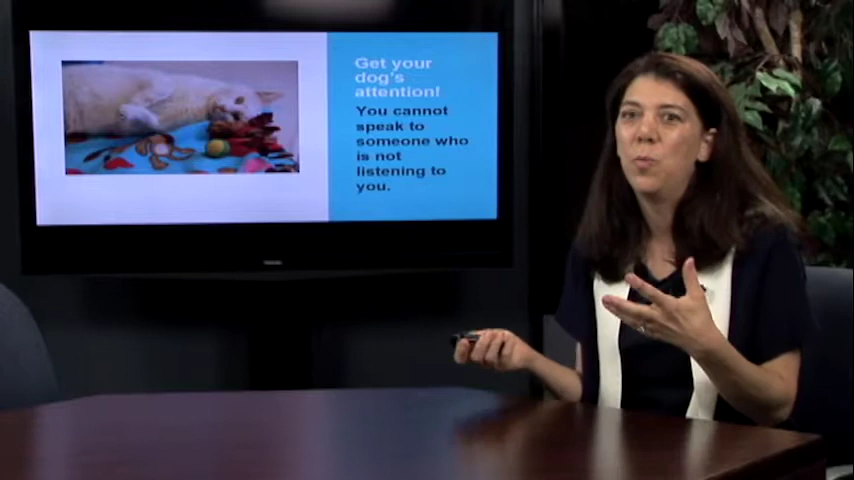 Get your
dog's
attention!
You cannot
speak to
someone who
is not
listening to
you.